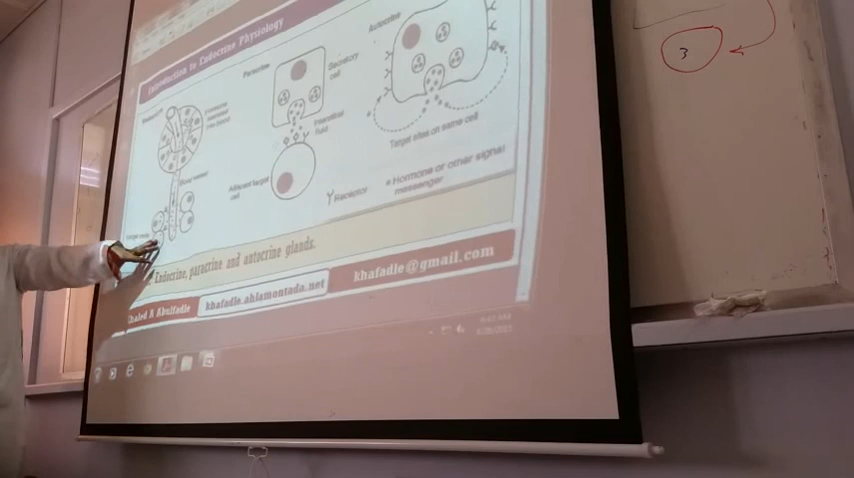 Introduction to Endocrine Physiology
Paracrine
Autocrine
Secretory
cell
Interstitial
fluid
Adjacent target
cell
Receptor
Target sites on same cell
Hormone or other signal
messenger
Blood vessel
Endocrine, paracrine and autocrine glands.
Khaled A Abulfadle
khafadle.ahlamontada.net
khafadle@gmail.com
3